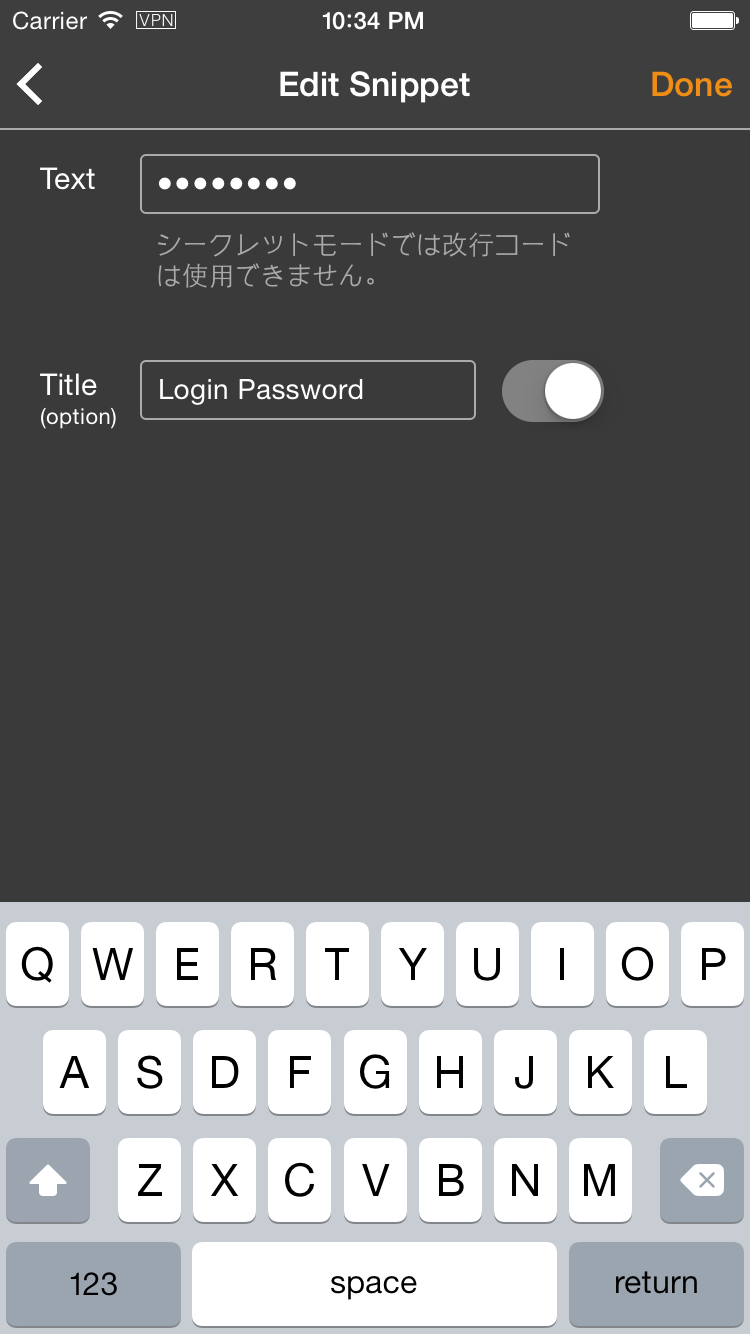 Carrier VPN 10:34 PM
Edit Snippet Done
Text ••••••••
シークレットモードでは改行コード
は使用できません。
Title Login Password
(option)
Q W E R T Y U I O P
A S D F G H J K L
Z X C V B N M
123 space return